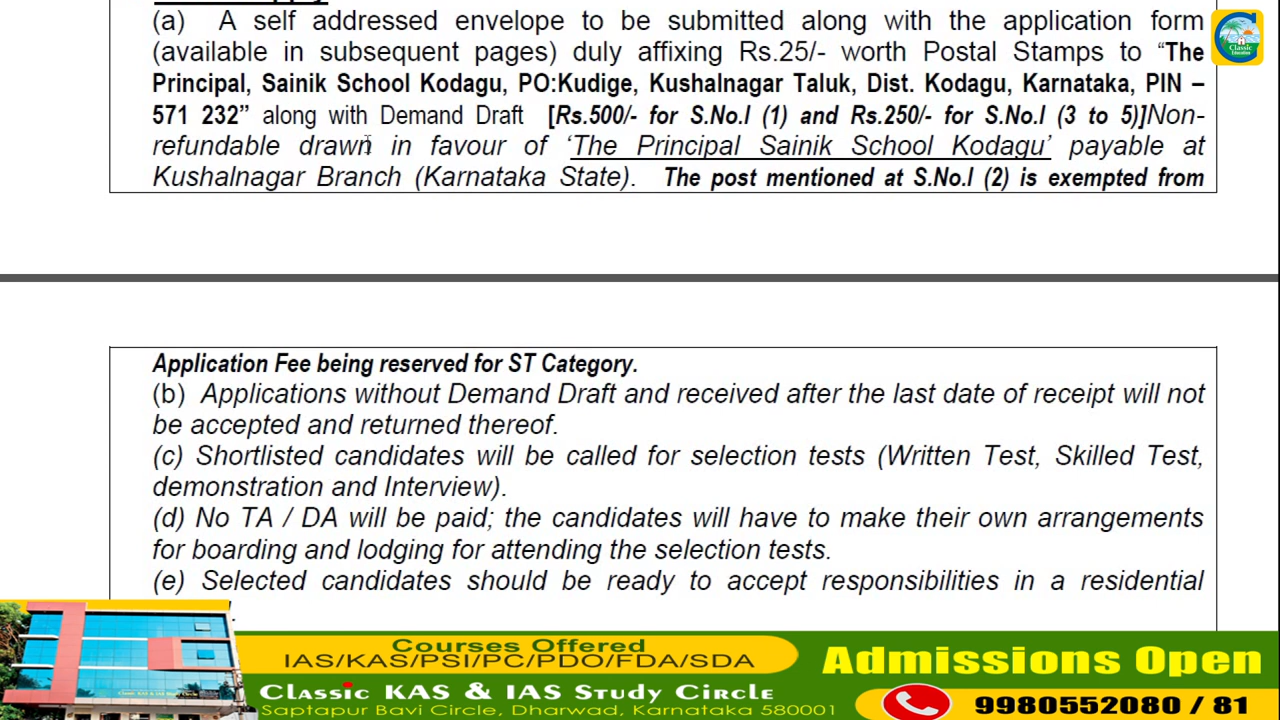 (a) A self addressed envelope to be submitted along with the application form
(available in subsequent pages) duly affixing Rs.25/- worth Postal Stamps to “The
Principal, Sainik School Kodagu, PO:Kudige, Kushalnagar Taluk, Dist. Kodagu, Karnataka, PIN –
571 232” along with Demand Draft [Rs.500/- for S.No.I (1) and Rs.250/- for S.No.I (3 to 5)]Non-
refundable drawn in favour of ‘The Principal Sainik School Kodagu’ payable at
Kushalnagar Branch (Karnataka State). The post mentioned at S.No.I (2) is exempted from
Application Fee being reserved for ST Category.
(b) Applications without Demand Draft and received after the last date of receipt will not
be accepted and returned thereof.
(c) Shortlisted candidates will be called for selection tests (Written Test, Skilled Test,
demonstration and Interview).
(d) No TA / DA will be paid; the candidates will have to make their own arrangements
for boarding and lodging for attending the selection tests.
(e) Selected candidates should be ready to accept responsibilities in a residential
Classic
Education
Courses Offered
IAS/KAS/PSI/PC/PDO/FDA/SDA
Classic KAS & IAS Study Circle
Saptapur Bavi Circle, Dharwad, Karnataka 580001
Admissions Open
9980552080 / 81